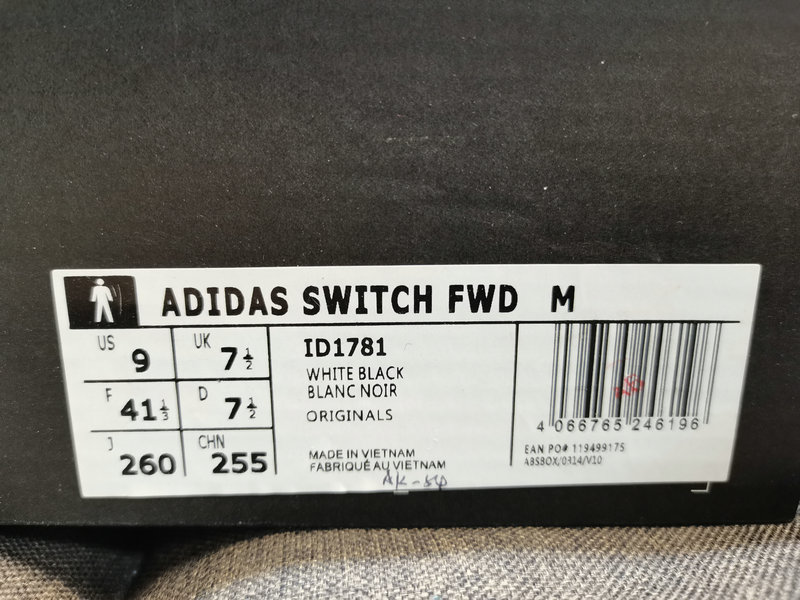 ADIDAS SWITCH FWD M
US 9 UK 7 1/2
F 41 1/3 D 7 1/2
J 260 CHN 255
ID1781
WHITE BLACK
BLANC NOIR
ORIGINALS
MADE IN VIETNAM
FABRIQUÉ AU VIETNAM
4 066765 246196
EAN PO# 119499175
ABSBOX/0314/V10